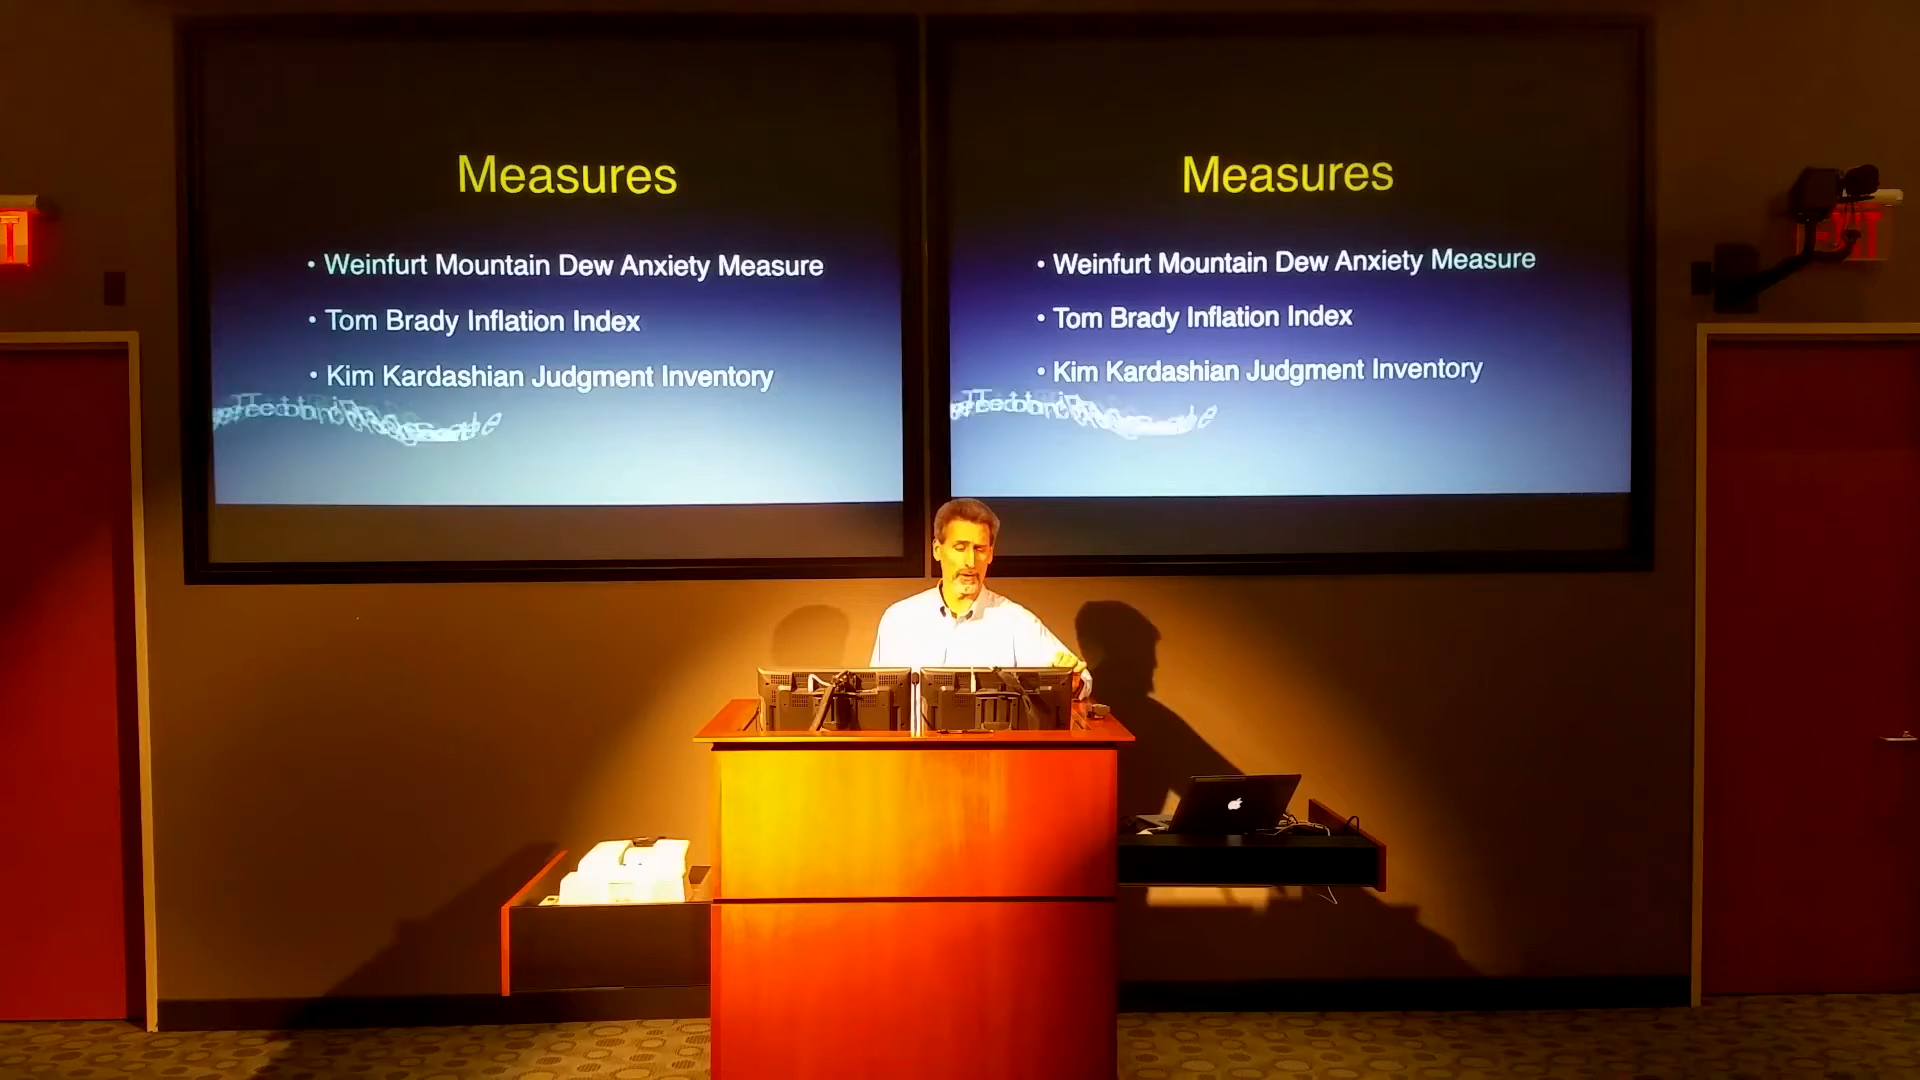 Measures
• Weinfurt Mountain Dew Anxiety Measure
• Tom Brady Inflation Index
• Kim Kardashian Judgment Inventory
Measures
• Weinfurt Mountain Dew Anxiety Measure
• Tom Brady Inflation Index
• Kim Kardashian Judgment Inventory